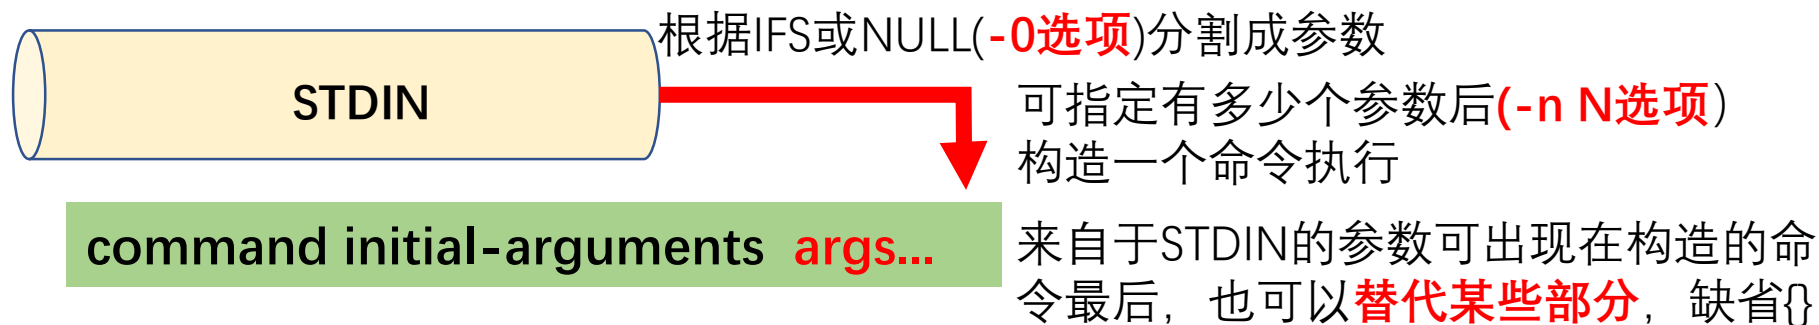 根据IFS或NULL(-0选项)分割成参数
STDIN
可指定有多少个参数后(-n N选项）
构造一个命令执行
command initial-arguments args...
来自于STDIN的参数可出现在构造的命
令最后，也可以替代某些部分，缺省{}